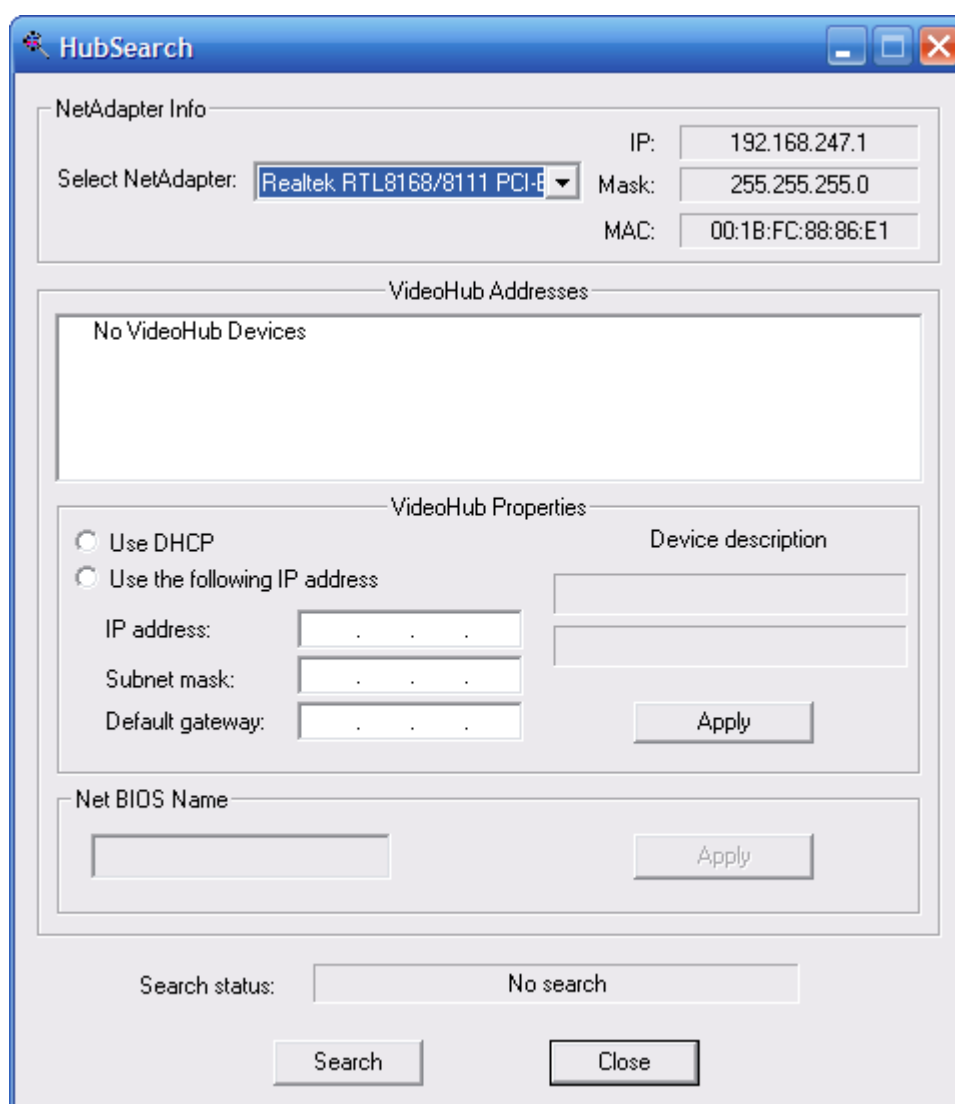 HubSearch
NetAdapter Info
IP: 192.168.247.1
Select NetAdapter: Realtek RTL8168/8111 PCI-E Mask: 255.255.255.0
MAC: 00:1B:FC:88:86:E1
VideoHub Addresses
No VideoHub Devices
VideoHub Properties
Use DHCP Device description
Use the following IP address
IP address: . . .
Subnet mask: . . .
Default gateway: . . . Apply
Net BIOS Name
Apply
Search status: No search
Search Close